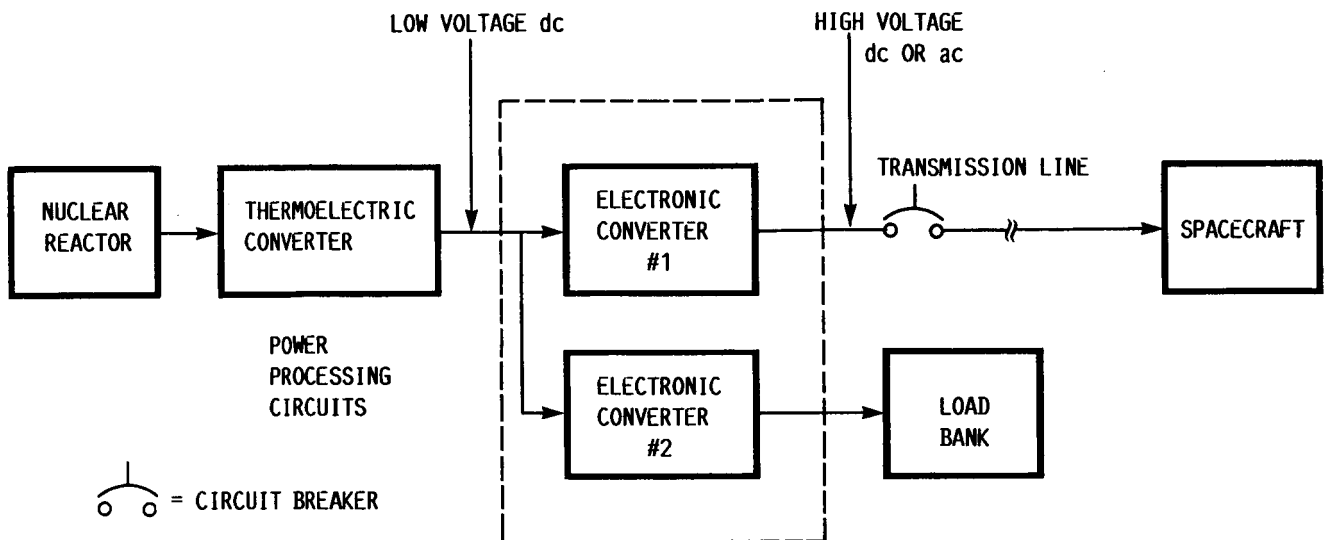 LOW VOLTAGE dc
HIGH VOLTAGE
dc OR ac
NUCLEAR
REACTOR
THERMOELECTRIC
CONVERTER
ELECTRONIC
CONVERTER
#1
TRANSMISSION LINE
SPACECRAFT
POWER
PROCESSING
CIRCUITS
ELECTRONIC
CONVERTER
#2
LOAD
BANK
= CIRCUIT BREAKER